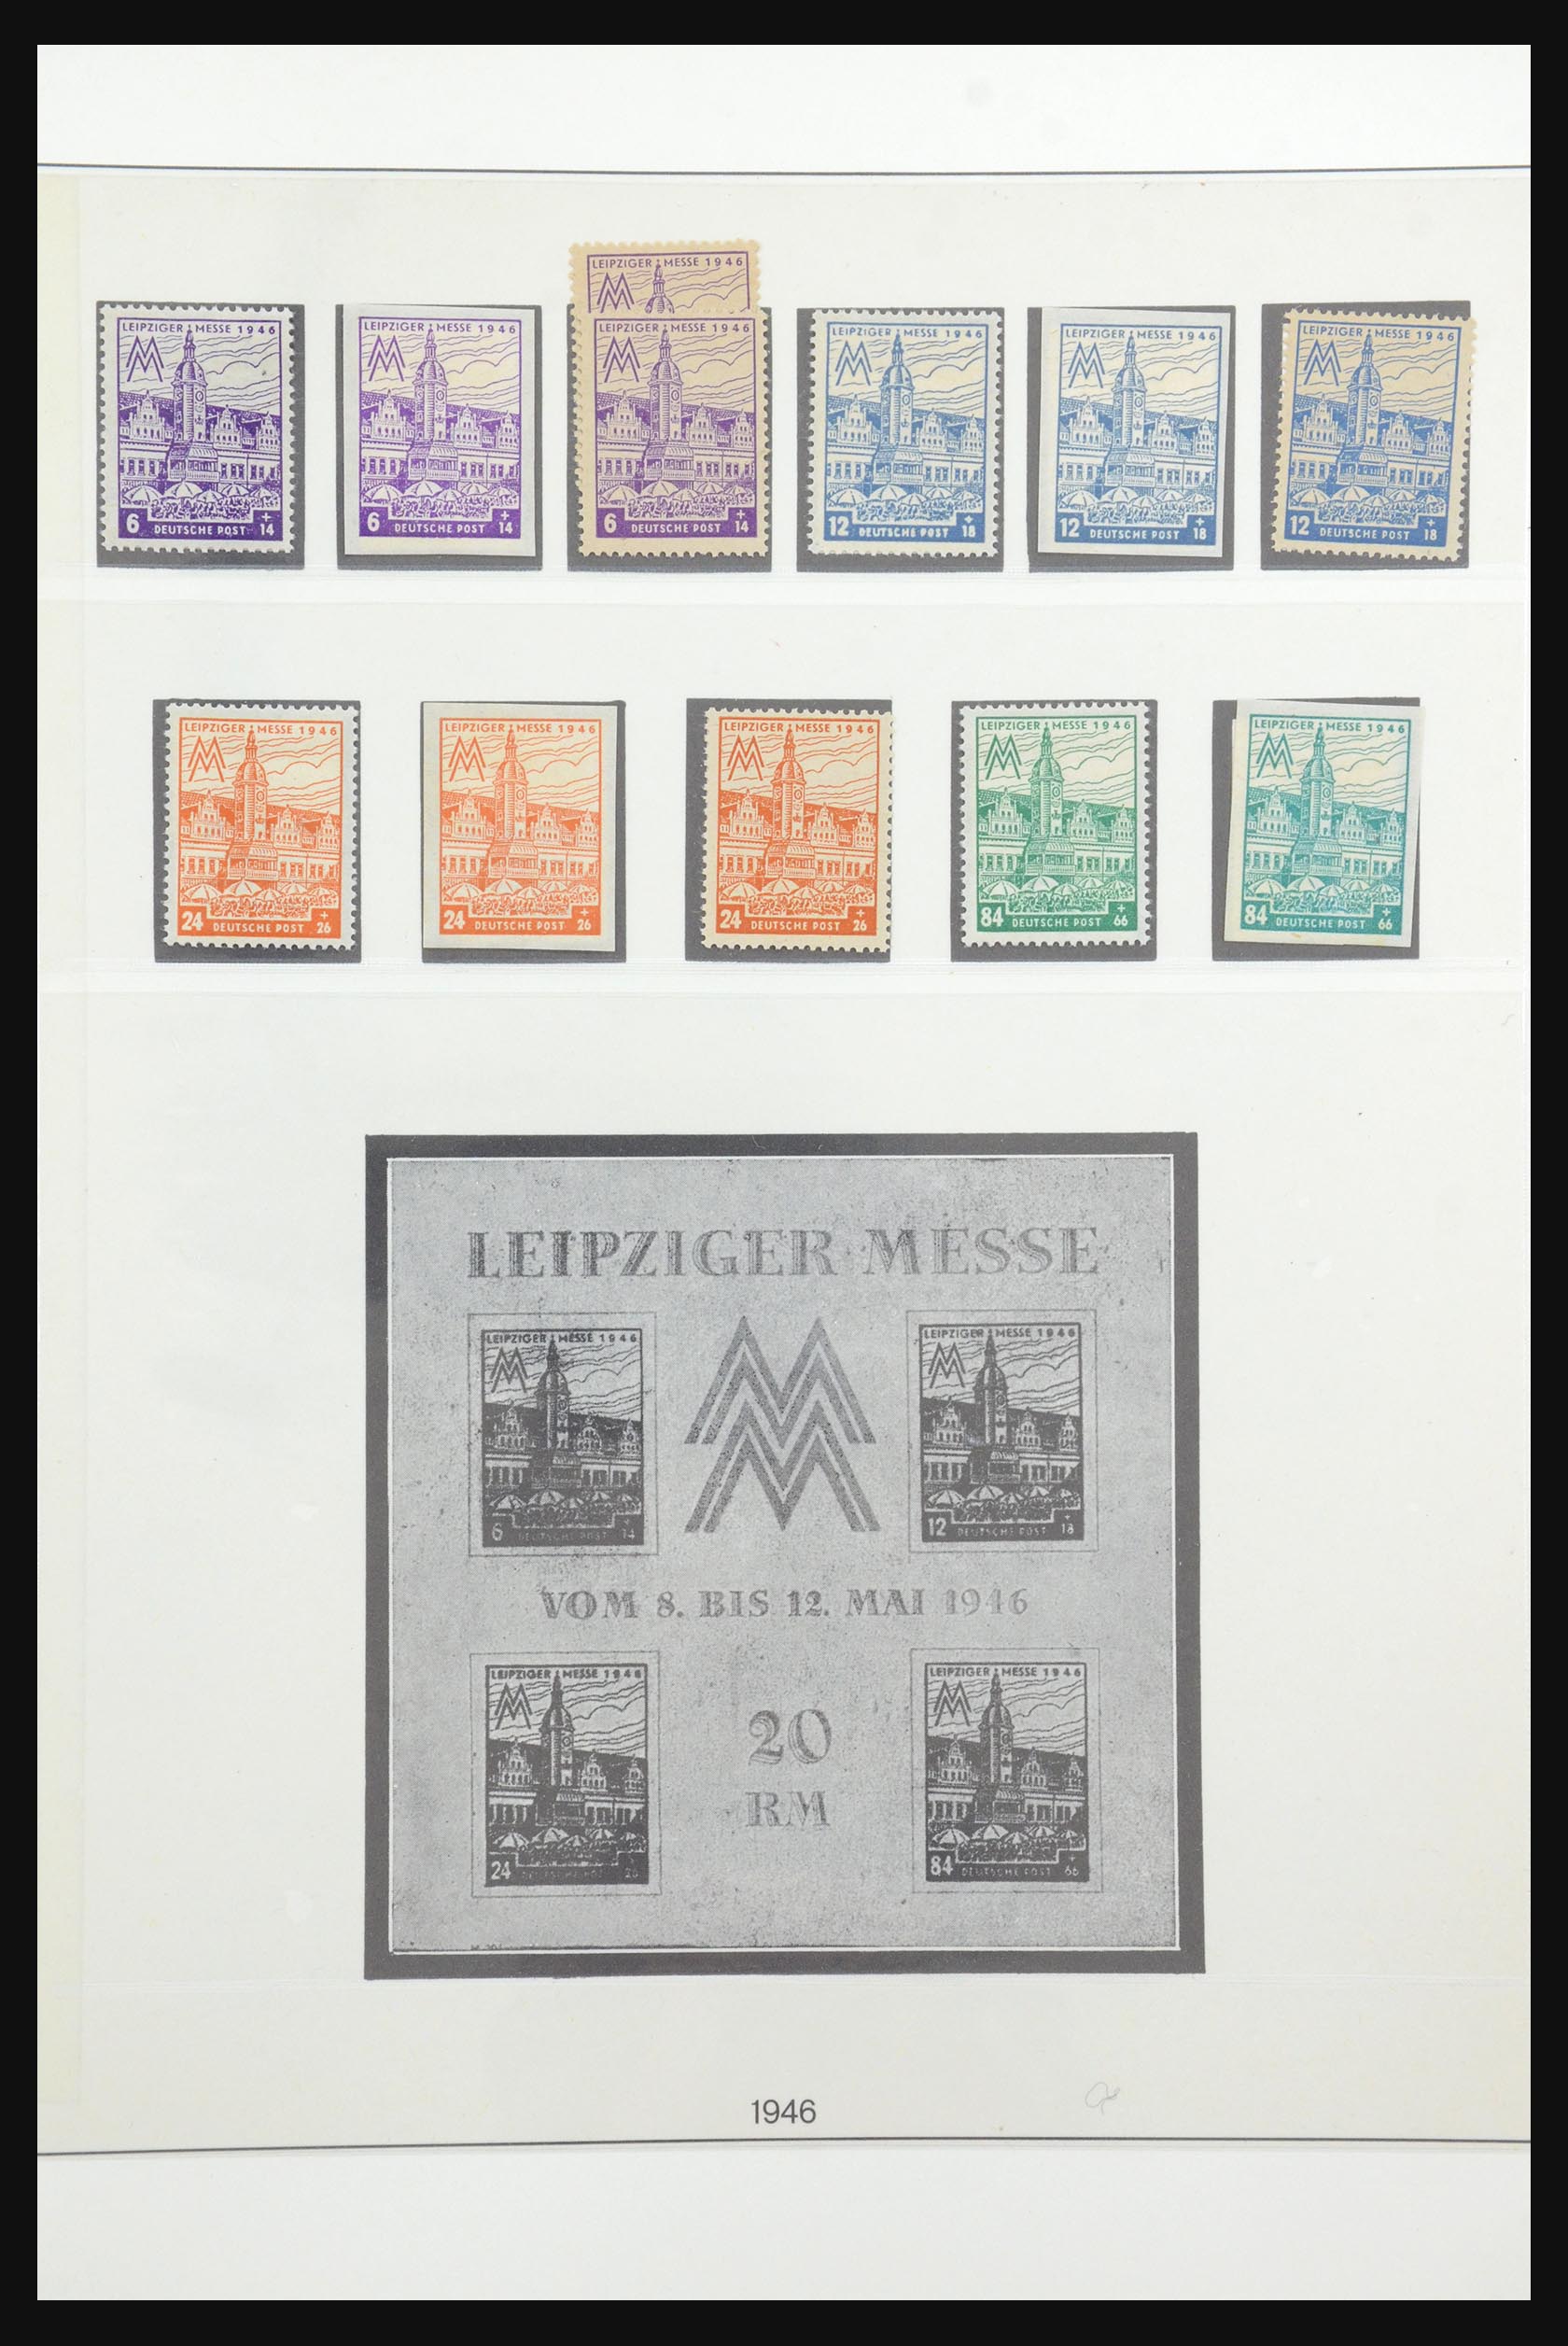 LEIPZIGER MESSE 1946
LEIPZIGER MESSE 1946
6 DEUTSCHE POST + 14
LEIPZIGER MESSE 1946
6 DEUTSCHE POST + 14
LEIPZIGER MESSE 1946
6 DEUTSCHE POST + 14
LEIPZIGER MESSE 1946
12 DEUTSCHE POST + 18
LEIPZIGER MESSE 1946
12 DEUTSCHE POST + 18
LEIPZIGER MESSE 1946
12 DEUTSCHE POST + 18
LEIPZIGER MESSE 1946
24 DEUTSCHE POST + 26
LEIPZIGER MESSE 1946
24 DEUTSCHE POST + 26
LEIPZIGER MESSE 1946
24 DEUTSCHE POST + 26
LEIPZIGER MESSE 1946
84 DEUTSCHE POST + 66
LEIPZIGER MESSE 1946
84 DEUTSCHE POST + 66
LEIPZIGER MESSE
LEIPZIGER MESSE 1946
6 DEUTSCHE POST + 14
LEIPZIGER MESSE 1946
12 DEUTSCHE POST + 18
VOM 8. BIS 12. MAI 1946
LEIPZIGER MESSE 1946
24 DEUTSCHE POST 26
20
RM
LEIPZIGER MESSE 1946
84 DEUTSCHE POST + 66
1946